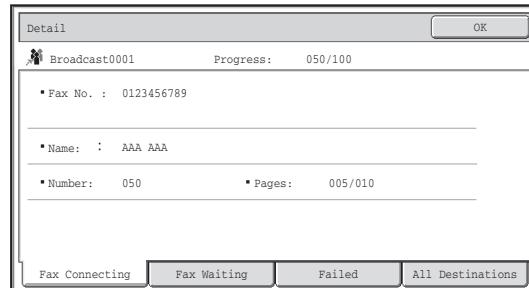 Detail OK
Broadcast0001 Progress: 050/100
▪Fax No. : 0123456789
▪Name: : AAA AAA
▪Number: 050 ▪Pages: 005/010
Fax Connecting Fax Waiting Failed All Destinations